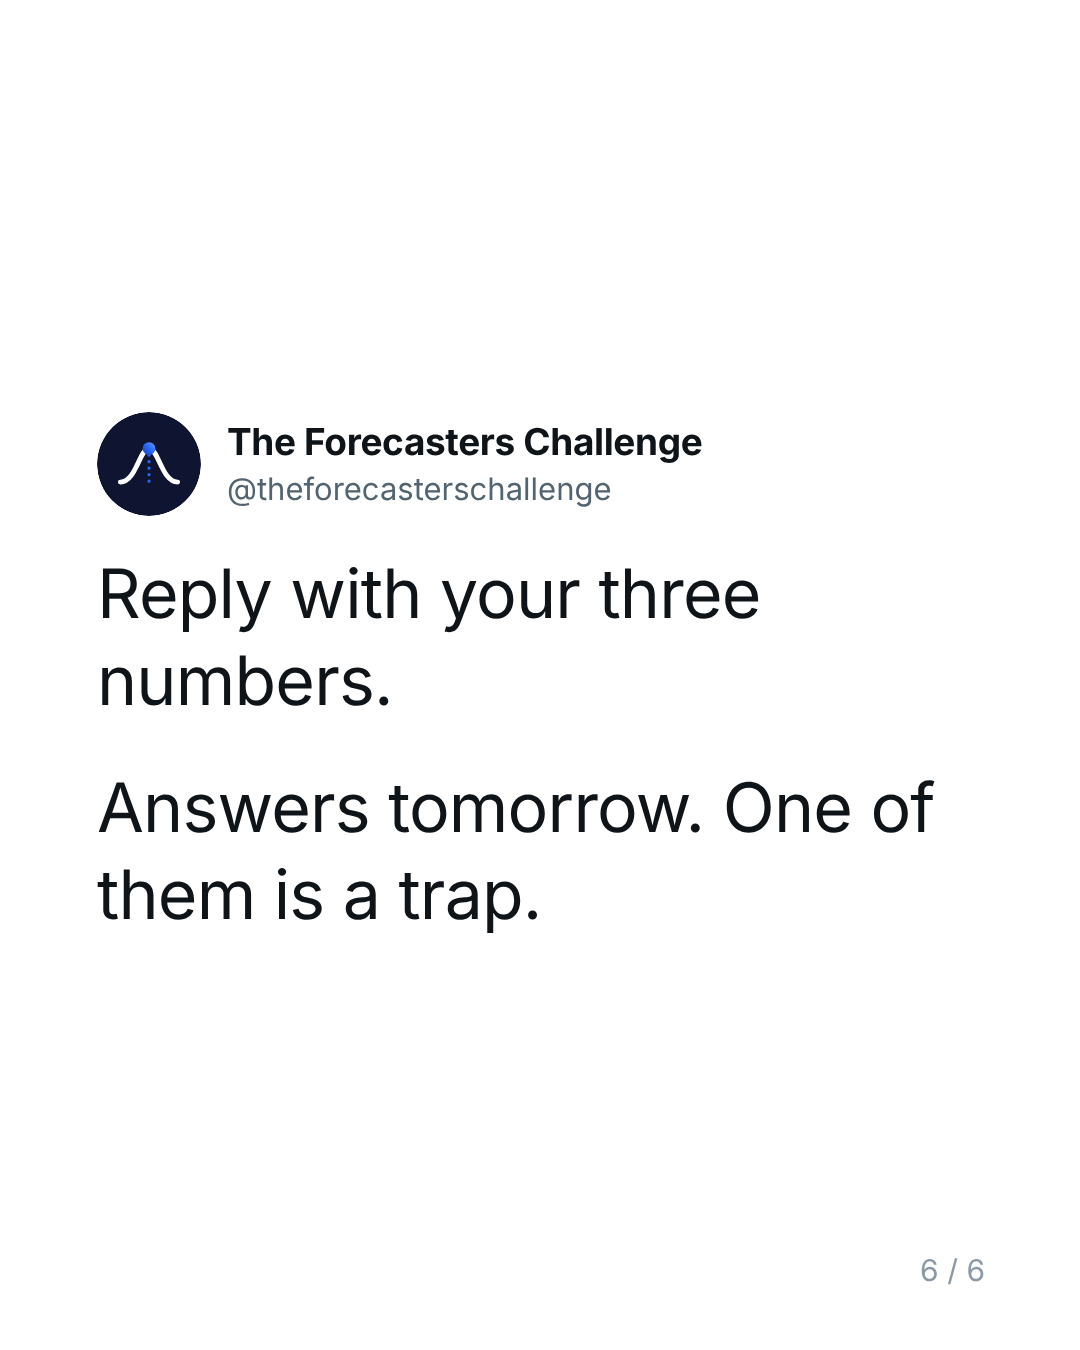 The Forecasters Challenge
@theforecasterschallenge
Reply with your three
numbers.
Answers tomorrow. One of
them is a trap.
6 / 6